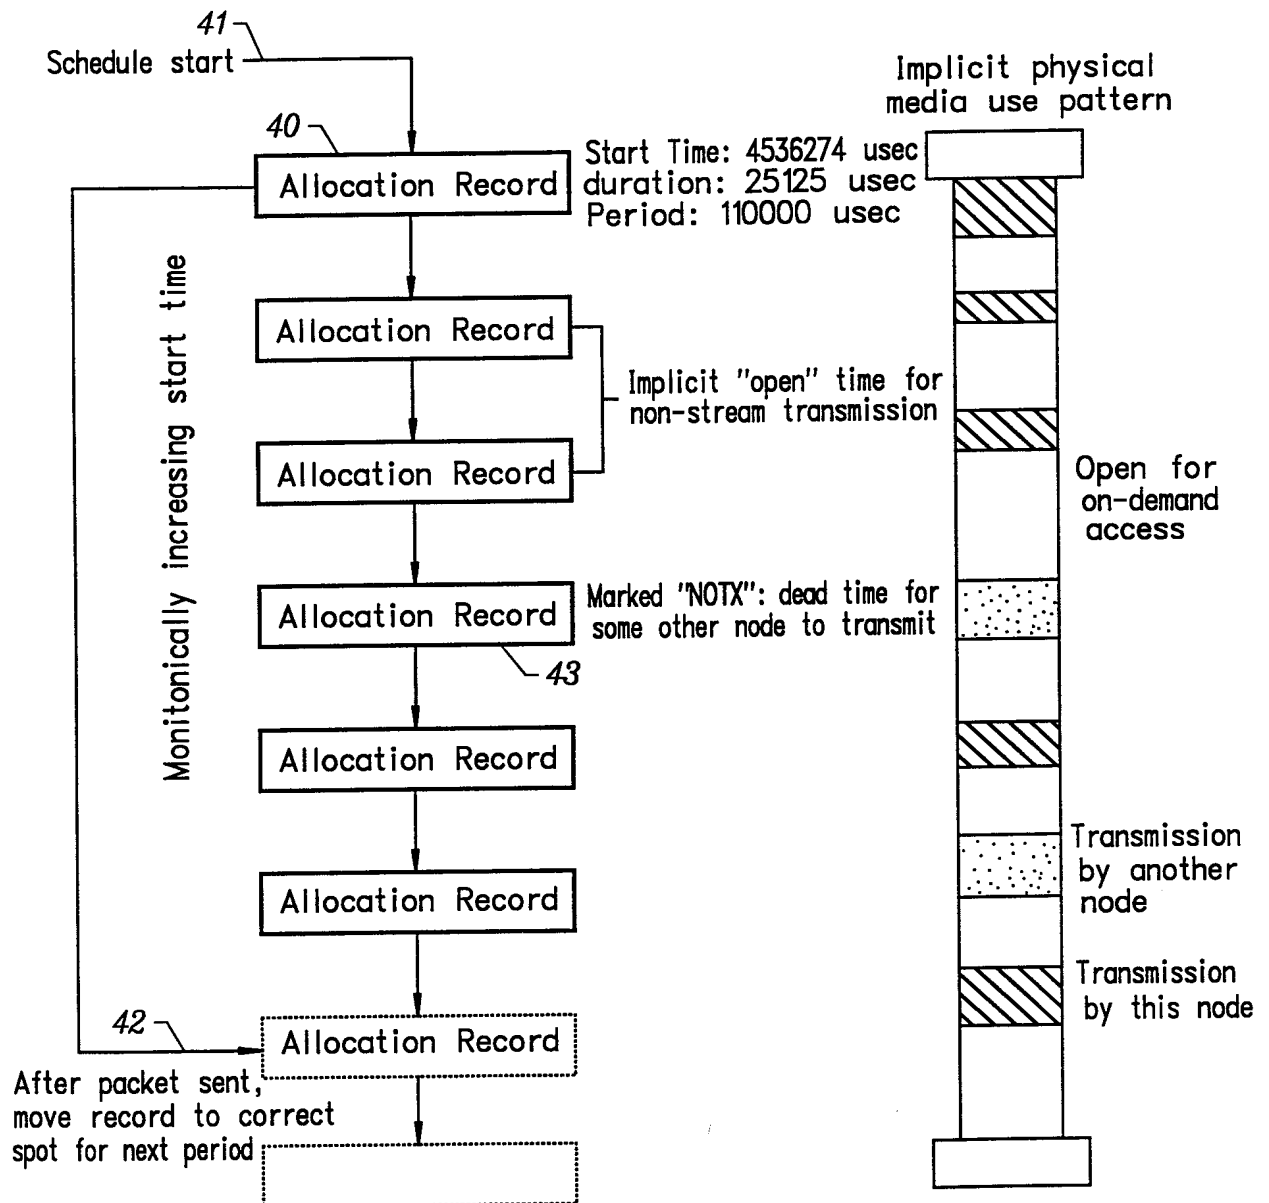 41
Schedule start
Implicit physical
media use pattern
40
Allocation Record
Start Time: 4536274 usec
duration: 25125 usec
Period: 110000 usec
Monitonically increasing start time
Allocation Record
Implicit "open" time for
non-stream transmission
Allocation Record
Open for
on-demand
access
Allocation Record
Marked "NOTX": dead time for
some other node to transmit
43
Allocation Record
Transmission
by another
node
Allocation Record
Transmission
by this node
42
Allocation Record
After packet sent,
move record to correct
spot for next period